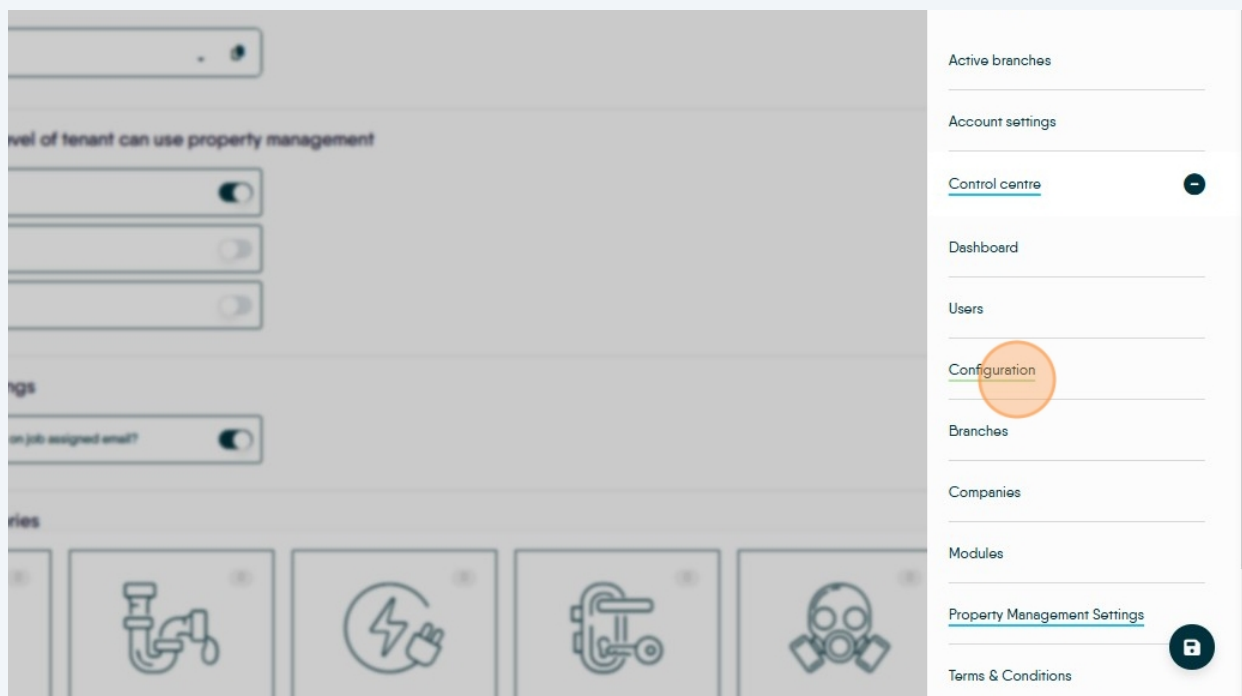 Active branches
Account settings
Control centre
Dashboard
Users
Configuration
Branches
Companies
Modules
Property Management Settings
Terms & Conditions
vel of tenant can use property management
ngs
on job assigned email?
ries